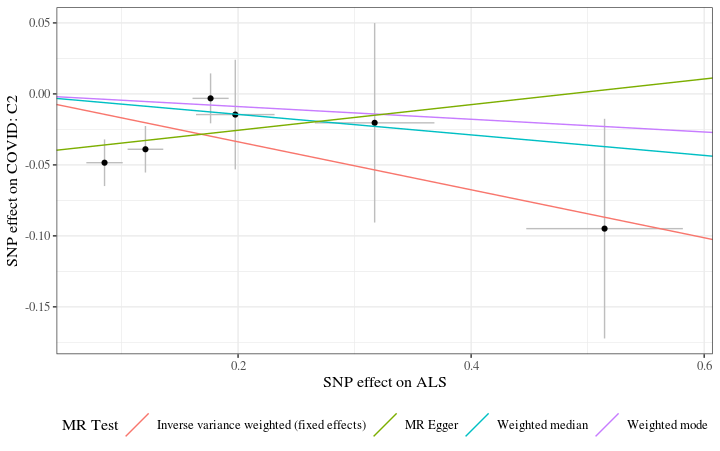 0.05
0.00
-0.05
-0.10
-0.15
SNP effect on COVID: C2
0.2
0.4
0.6
SNP effect on ALS
MR Test
Inverse variance weighted (fixed effects)
MR Egger
Weighted median
Weighted mode